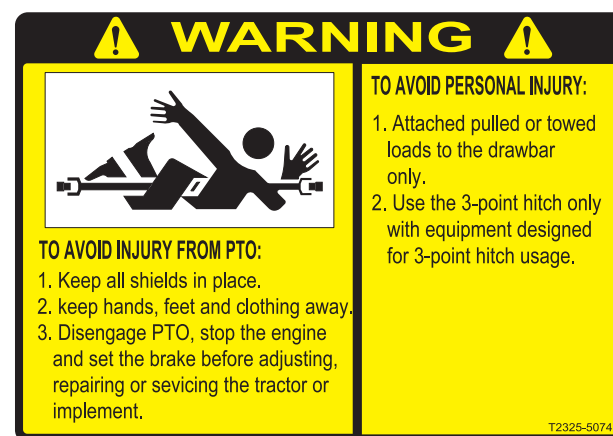 WARNING
TO AVOID INJURY FROM PTO:
1. Keep all shields in place.
2. keep hands, feet and clothing away.
3. Disengage PTO, stop the engine
and set the brake before adjusting,
repairing or sevicing the tractor or
implement.
TO AVOID PERSONAL INJURY:
1. Attached pulled or towed
loads to the drawbar
only.
2. Use the 3-point hitch only
with equipment designed
for 3-point hitch usage.
T2325-5074